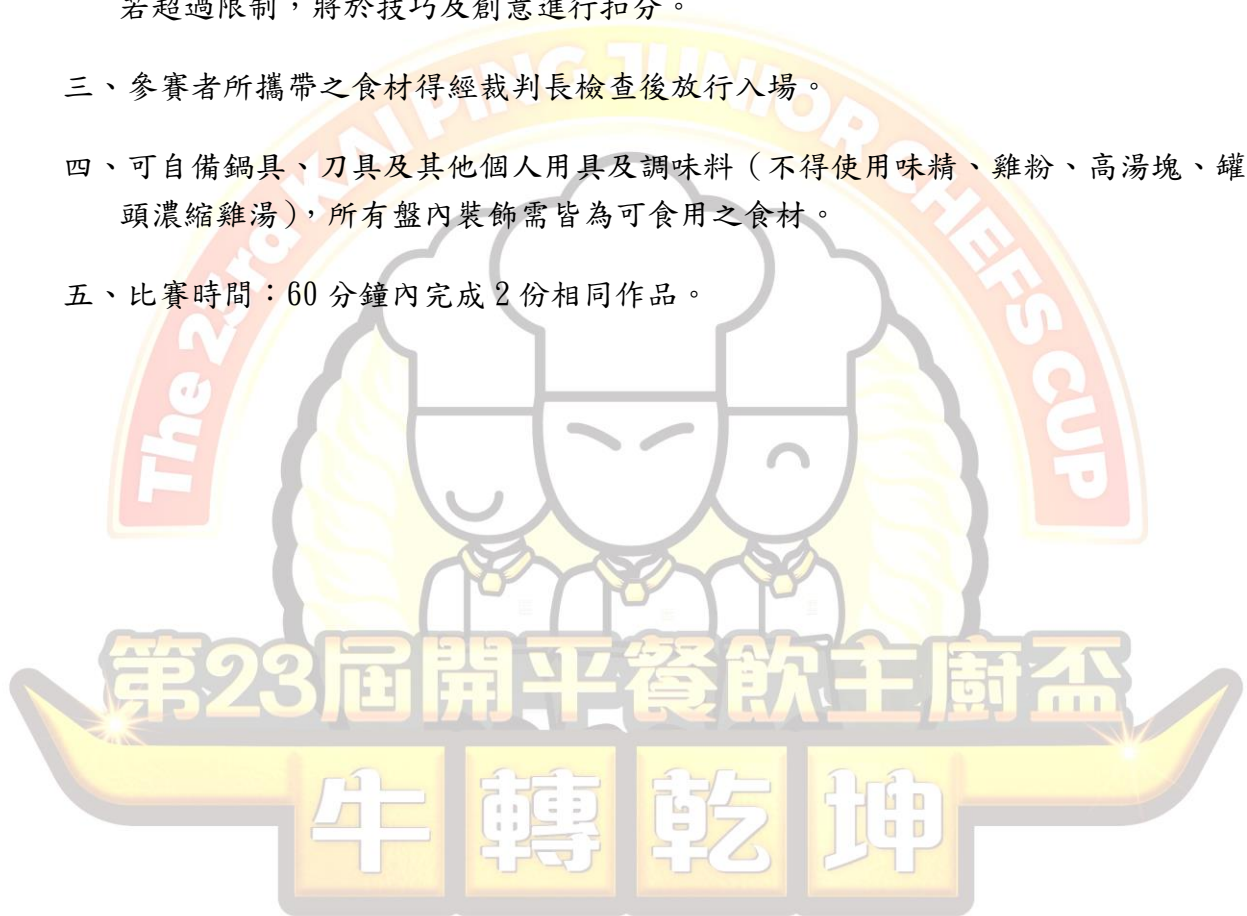 若超過限制，將於技巧及創意進行扣分。
三、參賽者所攜帶之食材得經裁判長檢查後放行入場。
四、可自備鍋具、刀具及其他個人用具及調味料（不得使用味精、雞粉、高湯塊、罐
頭濃縮雞湯），所有盤內裝飾需皆為可食用之食材。
五、比賽時間：60 分鐘內完成 2 份相同作品。
The 23rd KAI PING JUNIOR CHEFS CUP
第23屆開平餐飲主廚盃
牛轉乾坤